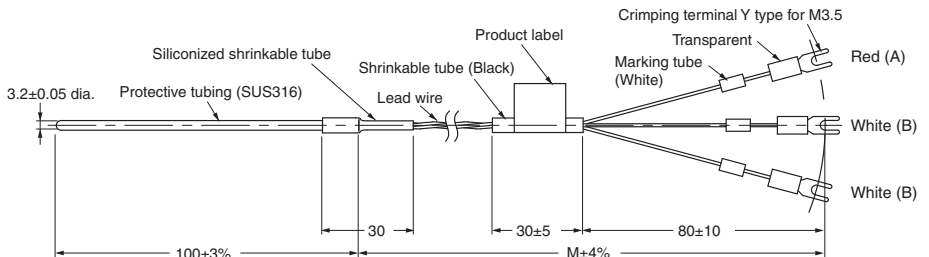 Crimping terminal Y type for M3.5
Product label
Transparent
Siliconized shrinkable tube
Marking tube
(White)
Red (A)
Shrinkable tube (Black)
3.2±0.05 dia.
Protective tubing (SUS316)
Lead wire
White (B)
White (B)
30
30±5
80±10
100±3%
M±4%